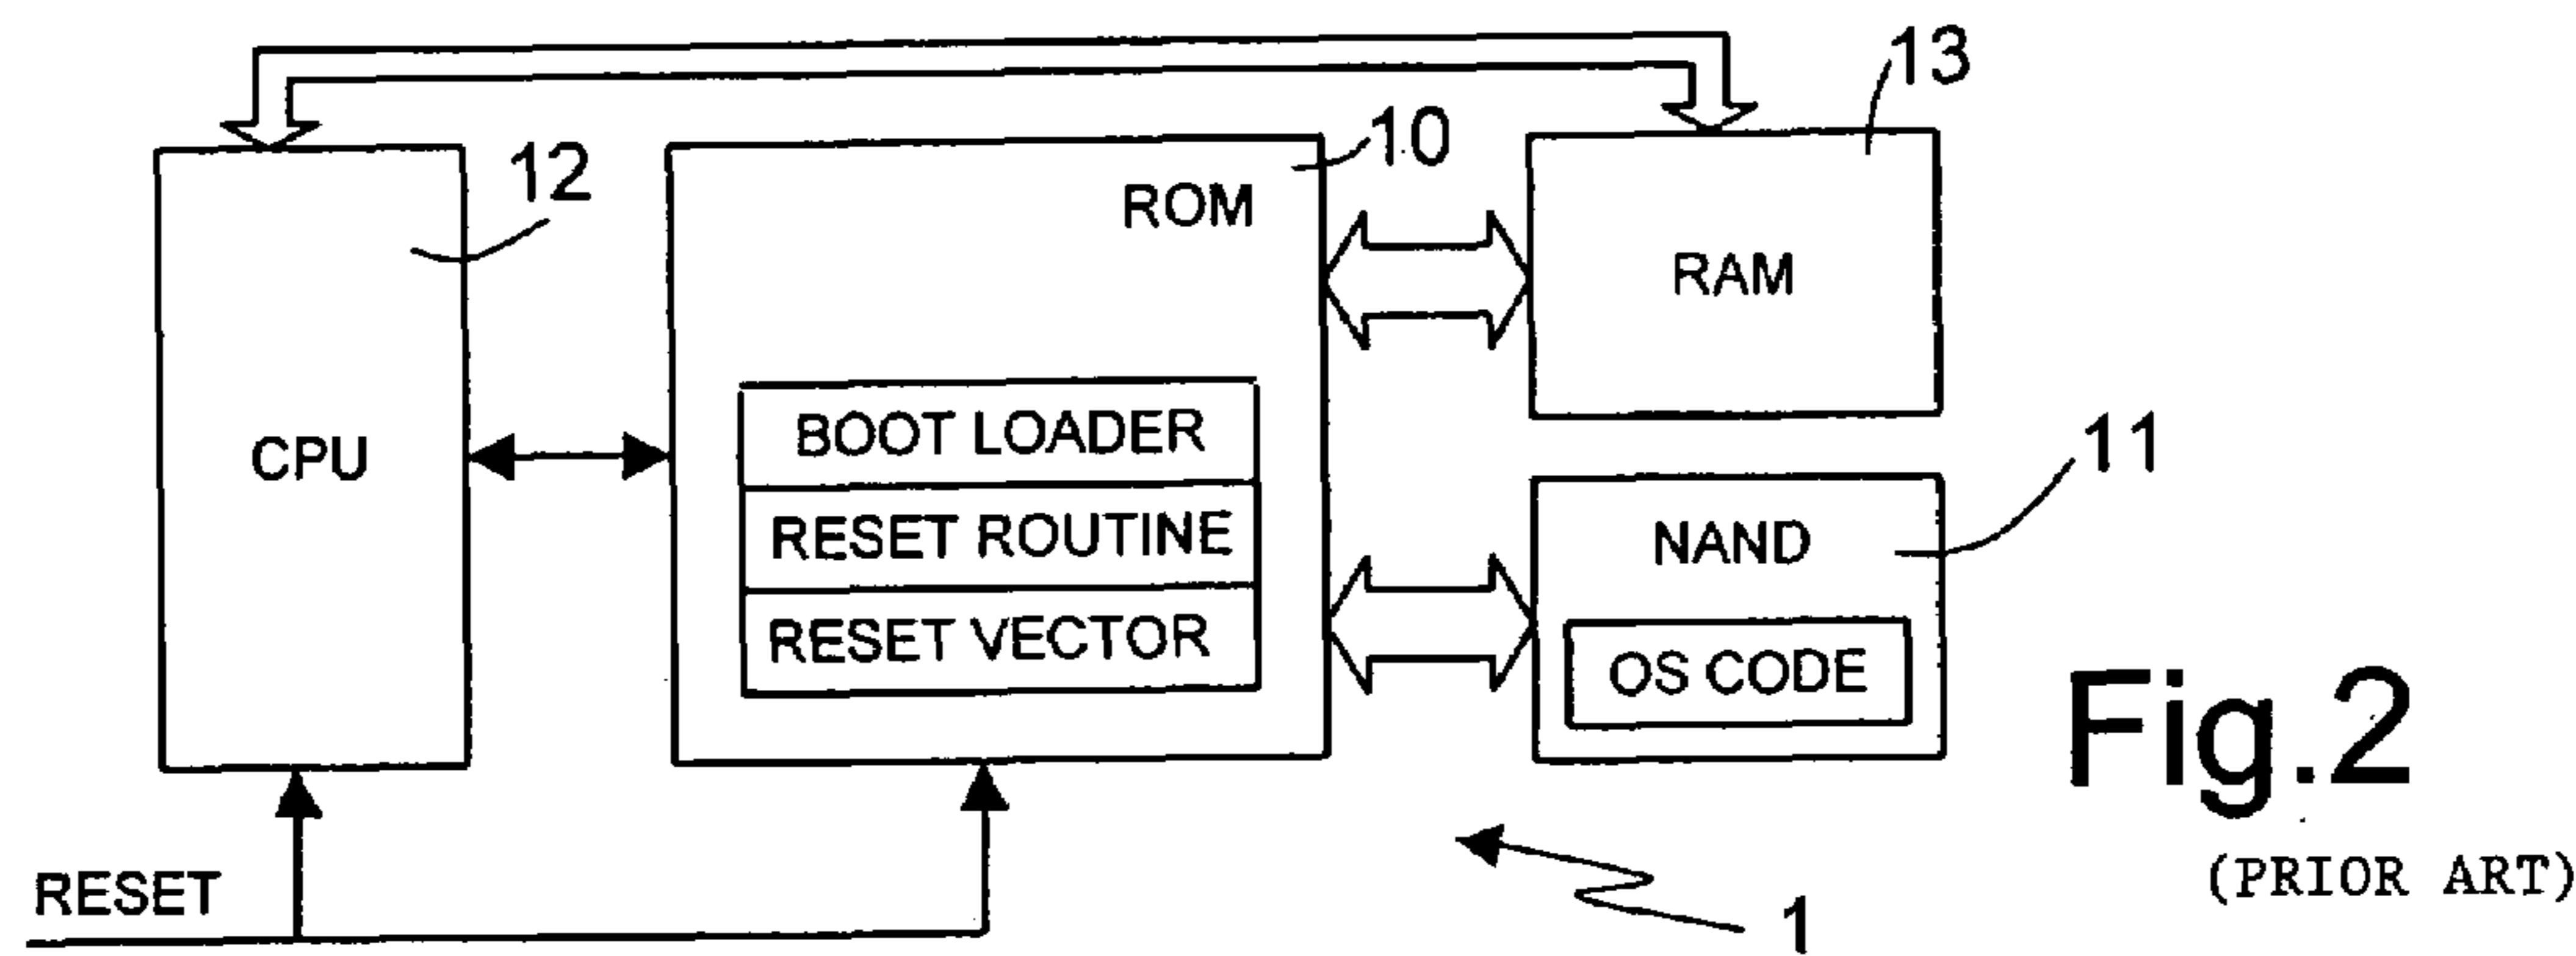 13
10
12
ROM
RAM
BOOT LOADER
CPU
11
RESET ROUTINE
NAND
RESET VECTOR
OS CODE
Fig.2
(PRIOR ART)
RESET
1